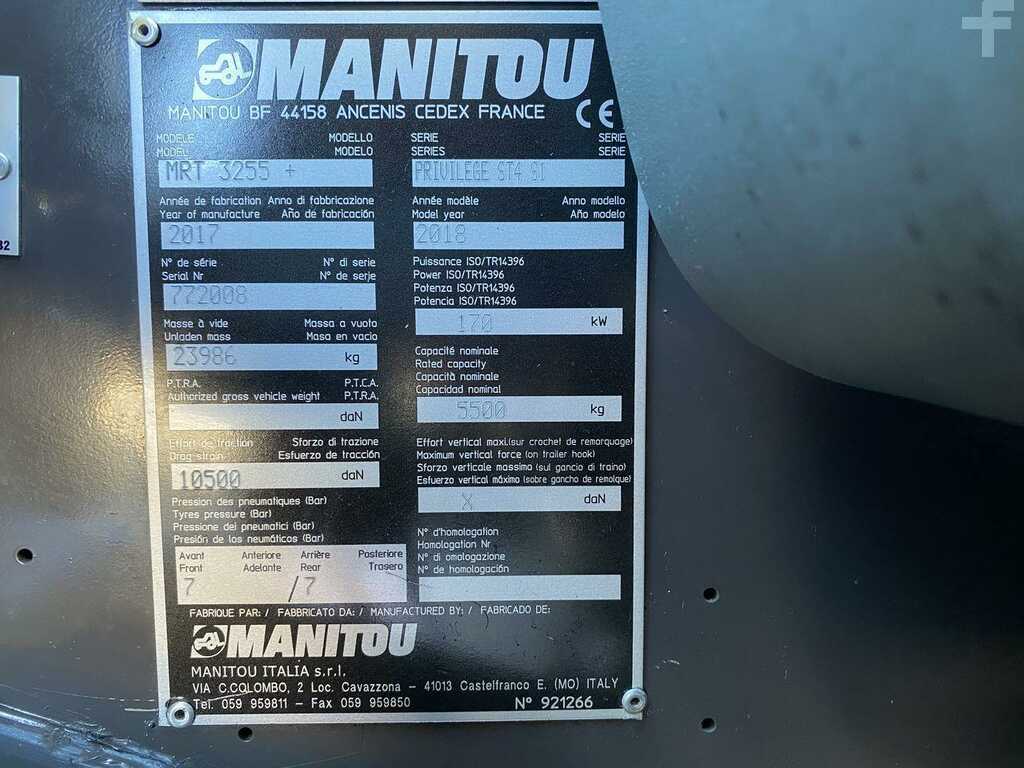 MANITOU
MANITOU BF 44158 ANCENIS CEDEX FRANCE CE
MODELE MODELLO
MODEL MODELO
MRT 3255 +
SERIE SERIE
SERIES SERIE
PRIVILEGE ST4 S1
Année de fabrication Anno di fabbricazione
Year of manufacture Año de fabricación
2017
Année modèle Anno modello
Model year Año modelo
2018
N° de série N° di serie
Serial Nr N° de serje
772008
Puissance ISO/TR14396
Power ISO/TR14396
Potenza ISO/TR14396
Potencia ISO/TR14396
170 kW
Masse à vide Massa a vuota
Unladen mass Masa en vacio
23986 kg
Capacité nominale
Rated capacity
Capacità nominale
Capacidad nominal
5500 kg
P.T.R.A. P.T.C.A.
Authorized gross vehicle weight P.T.R.A.
daN
Effort de traction Sforzo di trazione
Drag strain Esfuerzo de tracción
10500 daN
Effort vertical maxi.(sur crochet de remorquage)
Maximum vertical force (on trailer hook)
Sforzo verticale massimo (sul gancio di traino)
Esfuerzo vertical máximo (sobre gancho de remolque)
X daN
Pression des pneumatiques (Bar)
Tyres pressure (Bar)
Pressione dei pneumatici (Bar)
Presión de los neumáticos (Bar)
Avant Anteriore Arrière Posteriore
Front Adelante Rear Trasero
7 /7
N° d'homologation
Homologation Nr
N° di omologazione
N° de homologación
FABRIQUE PAR: / FABBRICATO DA: / MANUFACTURED BY: / FABRICADO DE:
MANITOU
MANITOU ITALIA s.r.l.
VIA C.COLOMBO, 2 Loc. Cavazzona - 41013 Castelfranco E. (MO) ITALY
Tel. 059 959811 - Fax 059 959850 N° 921266